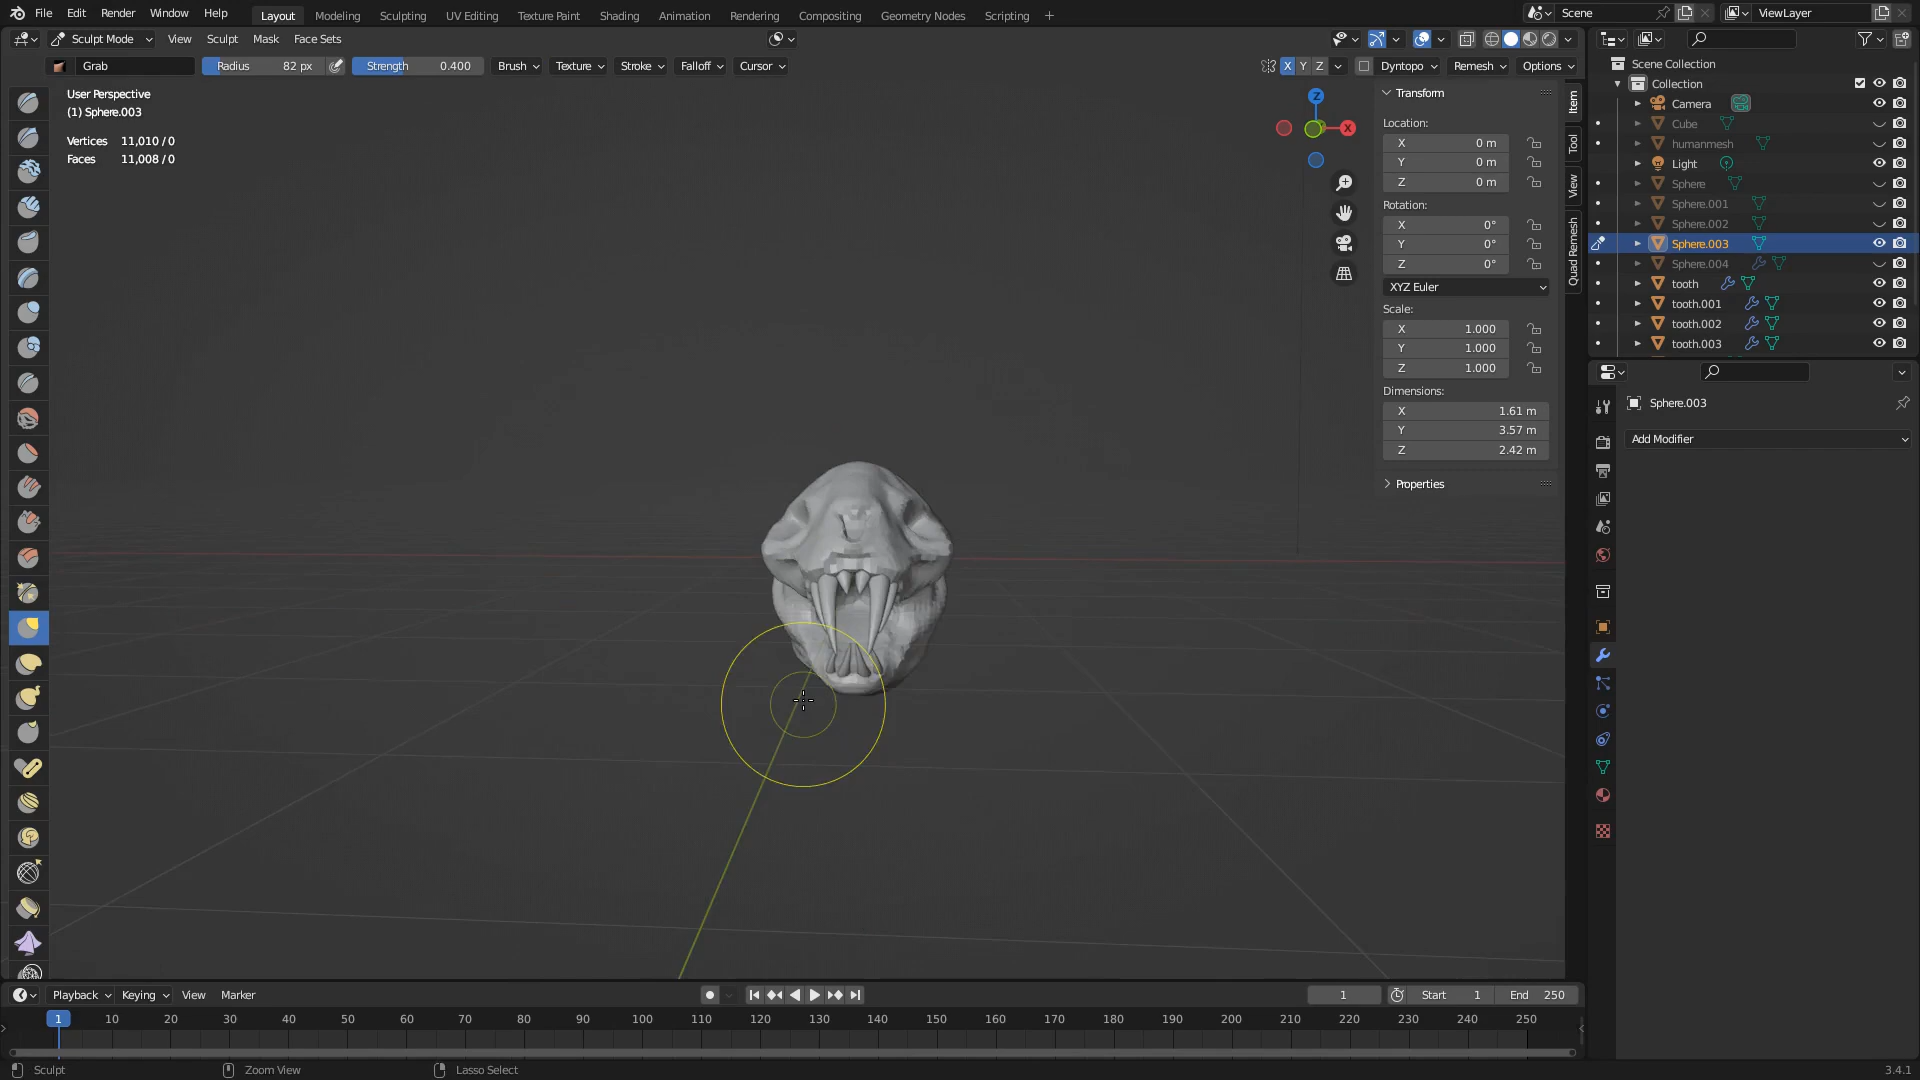 File Edit Render Window Help Layout Modeling Sculpting UV Editing Texture Paint Shading Animation Rendering Compositing Geometry Nodes Scripting + Scene ViewLayer
Sculpt Mode View Sculpt Mask Face Sets
Grab Radius 82 px Strength 0.400 Brush Texture Stroke Falloff Cursor X Y Z Dyntopo Remesh Options
User Perspective
(1) Sphere.003
Vertices 11,010 / 0
Faces 11,008 / 0
Z
X
Transform
Location:
X 0 m
Y 0 m
Z 0 m
Rotation:
X 0°
Y 0°
Z 0°
XYZ Euler
Scale:
X 1.000
Y 1.000
Z 1.000
Dimensions:
X 1.61 m
Y 3.57 m
Z 2.42 m
Properties
Item
Tool
View
Quad Remesh
Scene Collection
Collection
Camera
Cube
humanmesh
Light
Sphere
Sphere.001
Sphere.002
Sphere.003
Sphere.004
tooth
tooth.001
tooth.002
tooth.003
Sphere.003
Add Modifier
Playback Keying View Marker 1 Start 1 End 250
1 10 20 30 40 50 60 70 80 90 100 110 120 130 140 150 160 170 180 190 200 210 220 230 240 250
Sculpt Zoom View Lasso Select 3.4.1